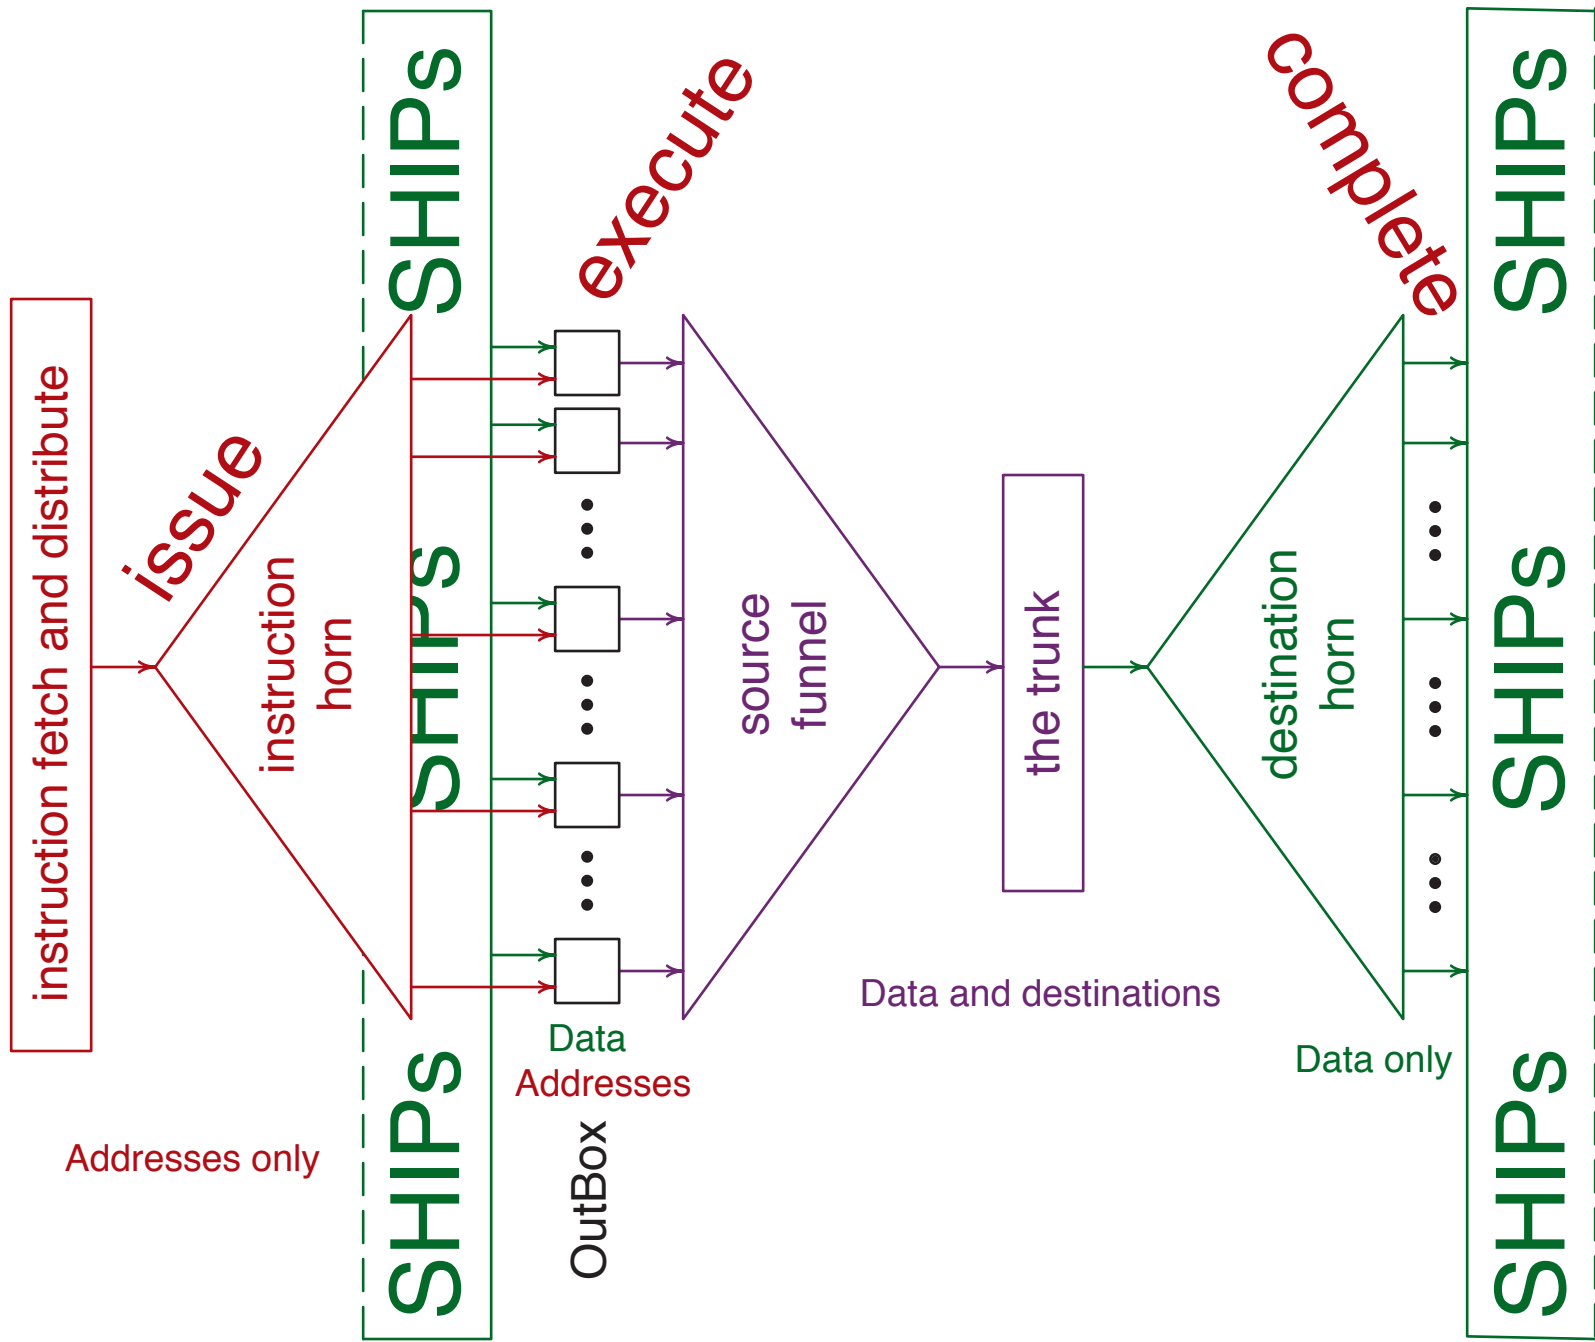 instruction fetch and distribute
issue
instruction
horn
Addresses only
SHIPs
SHIPs
SHIPs
execute
Data
Addresses
OutBox
source
funnel
the trunk
Data and destinations
complete
destination
horn
Data only
SHIPs
SHIPs
SHIPs